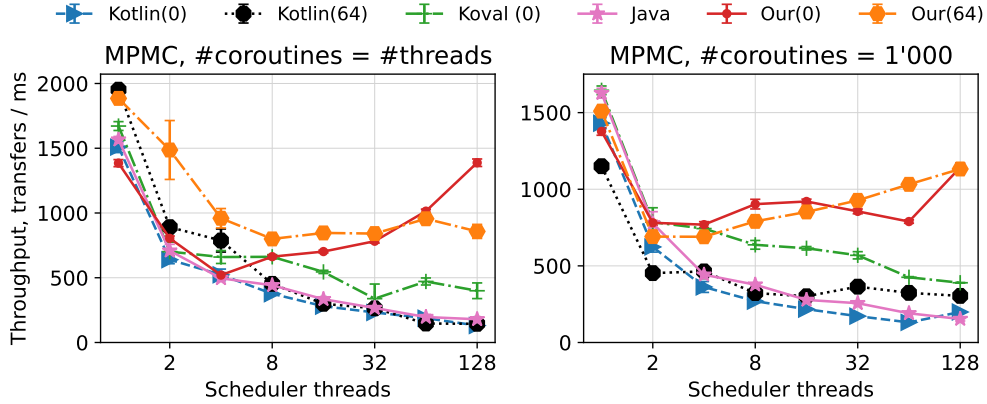 Kotlin(0) Kotlin(64) Koval (0) Java Our(0) Our(64)
MPMC, #coroutines = #threads
Throughput, transfers / ms
2000
1500
1000
500
0
2 8 32 128
Scheduler threads
MPMC, #coroutines = 1'000
1500
1000
500
0
2 8 32 128
Scheduler threads